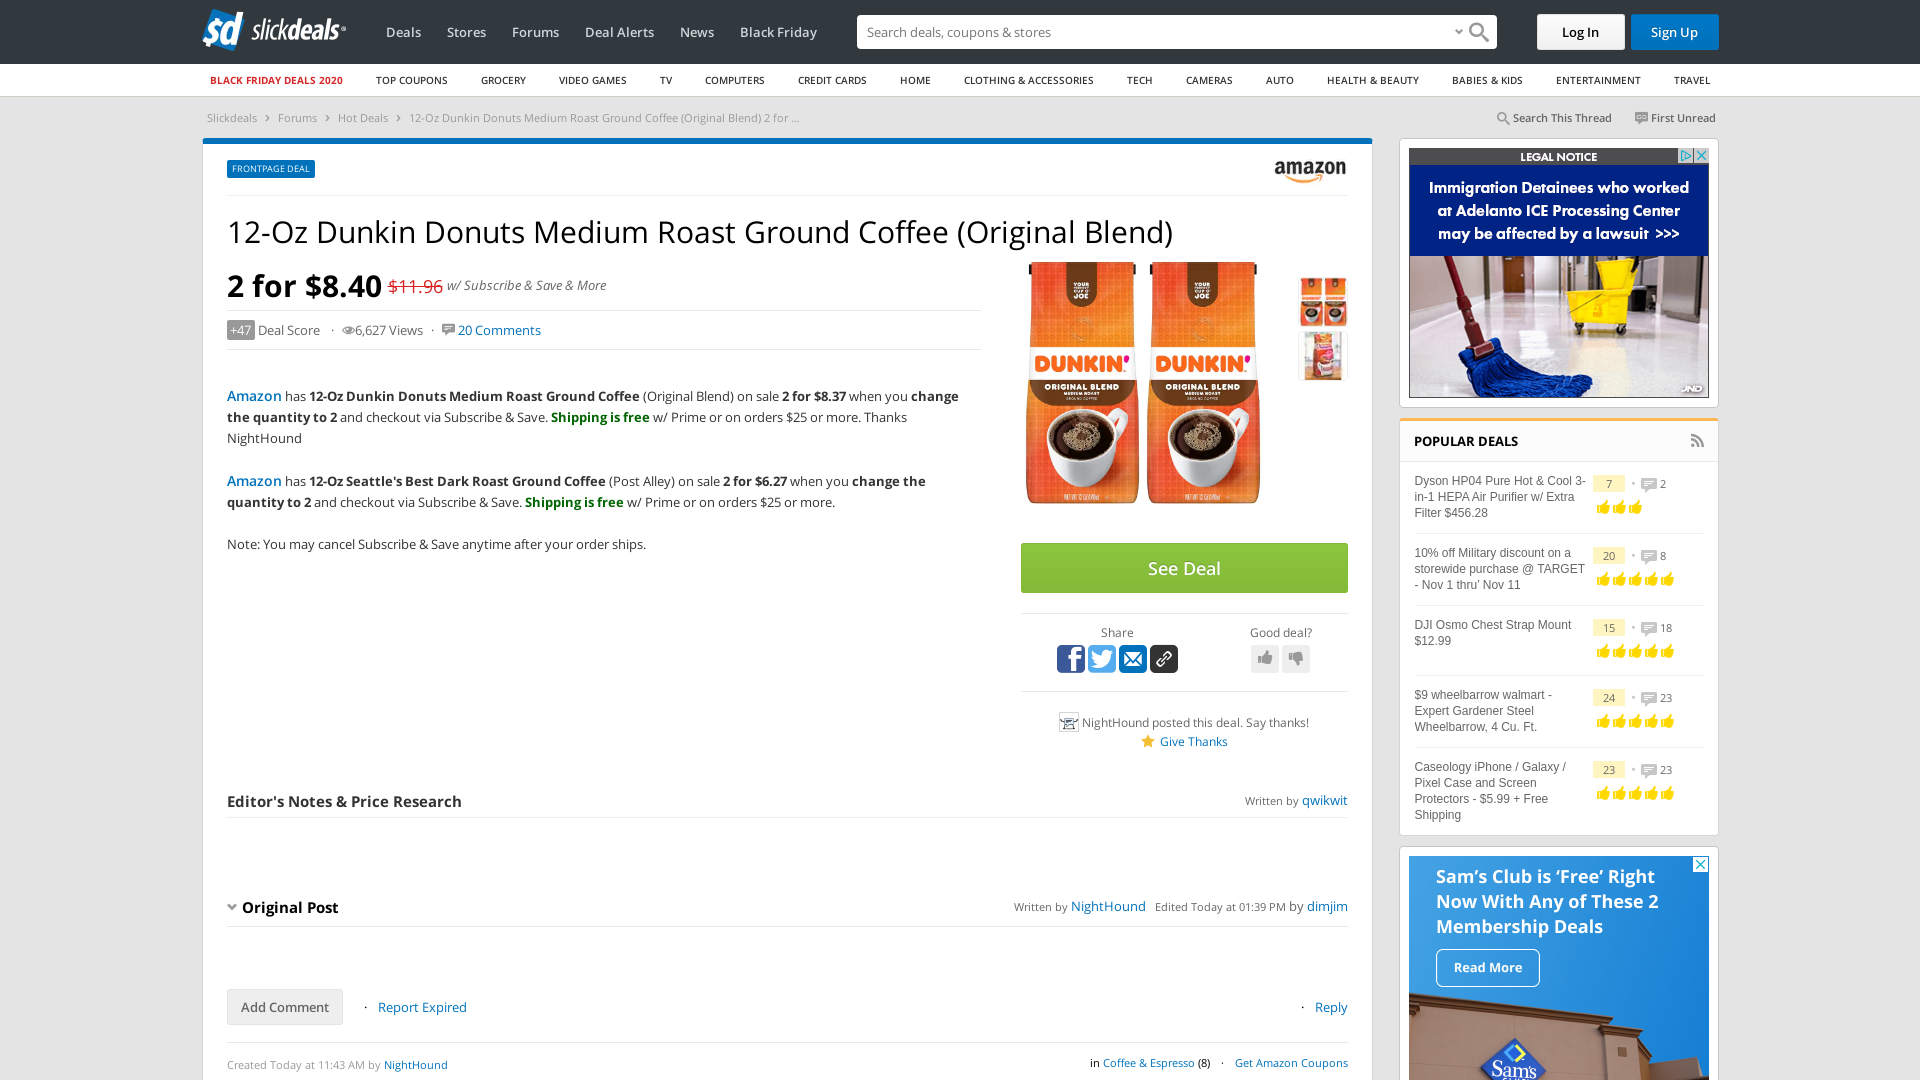 slickdeals
Deals
Stores
Forums
Deal Alerts
News
Black Friday
Search deals, coupons & stores
Log In
Sign Up
BLACK FRIDAY DEALS 2020
TOP COUPONS
GROCERY
VIDEO GAMES
TV
COMPUTERS
CREDIT CARDS
HOME
CLOTHING & ACCESSORIES
TECH
CAMERAS
AUTO
HEALTH & BEAUTY
BABIES & KIDS
ENTERTAINMENT
TRAVEL
Slickdeals > Forums > Hot Deals > 12-Oz Dunkin Donuts Medium Roast Ground Coffee (Original Blend) 2 for ...
Search This Thread
First Unread
FRONTPAGE DEAL
amazon
12-Oz Dunkin Donuts Medium Roast Ground Coffee (Original Blend)
2 for $8.40 $11.96 w/ Subscribe & Save & More
+47 Deal Score · 6,627 Views · 20 Comments
Amazon has 12-Oz Dunkin Donuts Medium Roast Ground Coffee (Original Blend) on sale 2 for $8.37 when you change
the quantity to 2 and checkout via Subscribe & Save. Shipping is free w/ Prime or on orders $25 or more. Thanks
NightHound
Amazon has 12-Oz Seattle's Best Dark Roast Ground Coffee (Post Alley) on sale 2 for $6.27 when you change the
quantity to 2 and checkout via Subscribe & Save. Shipping is free w/ Prime or on orders $25 or more.
Note: You may cancel Subscribe & Save anytime after your order ships.
YOUR
PERFECT
CUP O'
JOE
DUNKIN'
ORIGINAL BLEND
MEDIUM ROAST
GROUND COFFEE
YOUR
PERFECT
CUP O'
JOE
DUNKIN'
ORIGINAL BLEND
MEDIUM ROAST
GROUND COFFEE
See Deal
Share
Good deal?
NightHound posted this deal. Say thanks!
Give Thanks
Editor's Notes & Price Research
Written by qwikwit
Original Post
Written by NightHound Edited Today at 01:39 PM by dimjim
Add Comment
· Report Expired
· Reply
Created Today at 11:43 AM by NightHound
in Coffee & Espresso (8) · Get Amazon Coupons
LEGAL NOTICE
Immigration Detainees who worked
at Adelanto ICE Processing Center
may be affected by a lawsuit >>>
JND
POPULAR DEALS
Dyson HP04 Pure Hot & Cool 3-
in-1 HEPA Air Purifier w/ Extra
Filter $456.28
7 • 2
10% off Military discount on a
storewide purchase @ TARGET
- Nov 1 thru' Nov 11
20 • 8
DJI Osmo Chest Strap Mount
$12.99
15 • 18
$9 wheelbarrow walmart -
Expert Gardener Steel
Wheelbarrow, 4 Cu. Ft.
24 • 23
Caseology iPhone / Galaxy /
Pixel Case and Screen
Protectors - $5.99 + Free
Shipping
23 • 23
Sam's Club is 'Free' Right
Now With Any of These 2
Membership Deals
Read More
Sam's